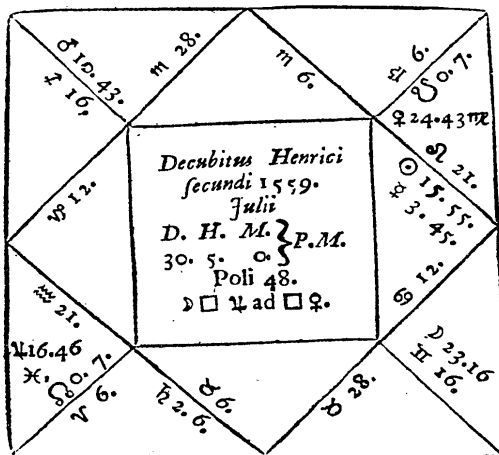 ♂ 10. 43.
♐ 16.
♏ 28.
♏ 6.
♎ 6.
☋ 0. 7.
♀ 24. 43 ♍
♌ 21.
☉ 15. 55.
☿ 3. 45.
♑ 12.
Decubitus Henrici
ſecundi 1559.
Julii
D. H. M. } P. M.
30. 5. 0.
Poli 48.
☽ □ ♃ ad □ ♀.
♋ 12.
♒ 21.
♃ 16. 46
♓.
☊ 0. 7.
♈ 6.
♄ 2. 6.
♉ 6.
♉ 28.
☽ 23. 16
♊ 16.